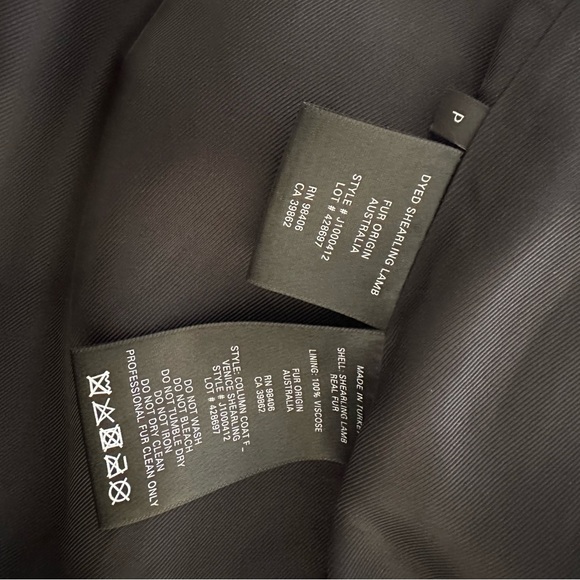 P
DYED SHEARLING LAMB
FUR ORIGIN
AUSTRALIA
STYLE # J1000412
LOT # 428697
RN 98406
CA 39862
MADE IN TURKEY
SHELL: SHEARLING LAMB
REAL FUR
LINING: 100% VISCOSE
FUR ORIGIN
AUSTRALIA
RN 98406
CA 39862
STYLE: COLUMN COAT F_
VENICE SHEARLING
STYLE # J1000412
LOT # 428697
DO NOT WASH
DO NOT BLEACH
DO NOT TUMBLE DRY
DO NOT IRON
DO NOT DRY CLEAN
PROFESSIONAL FUR CLEAN ONLY